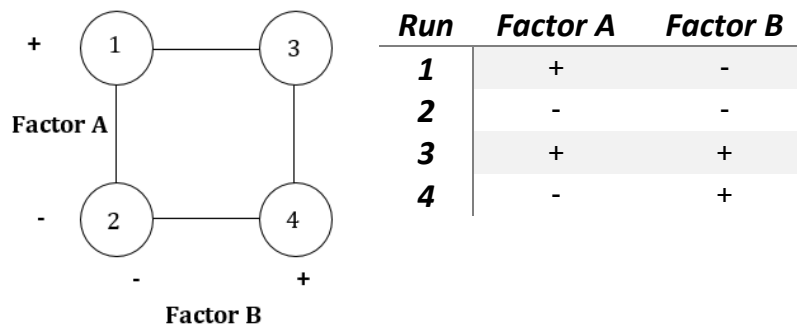 + 1 3
Factor A
- 2 4
- +
Factor B
Run Factor A Factor B
1 + -
2 - -
3 + +
4 - +